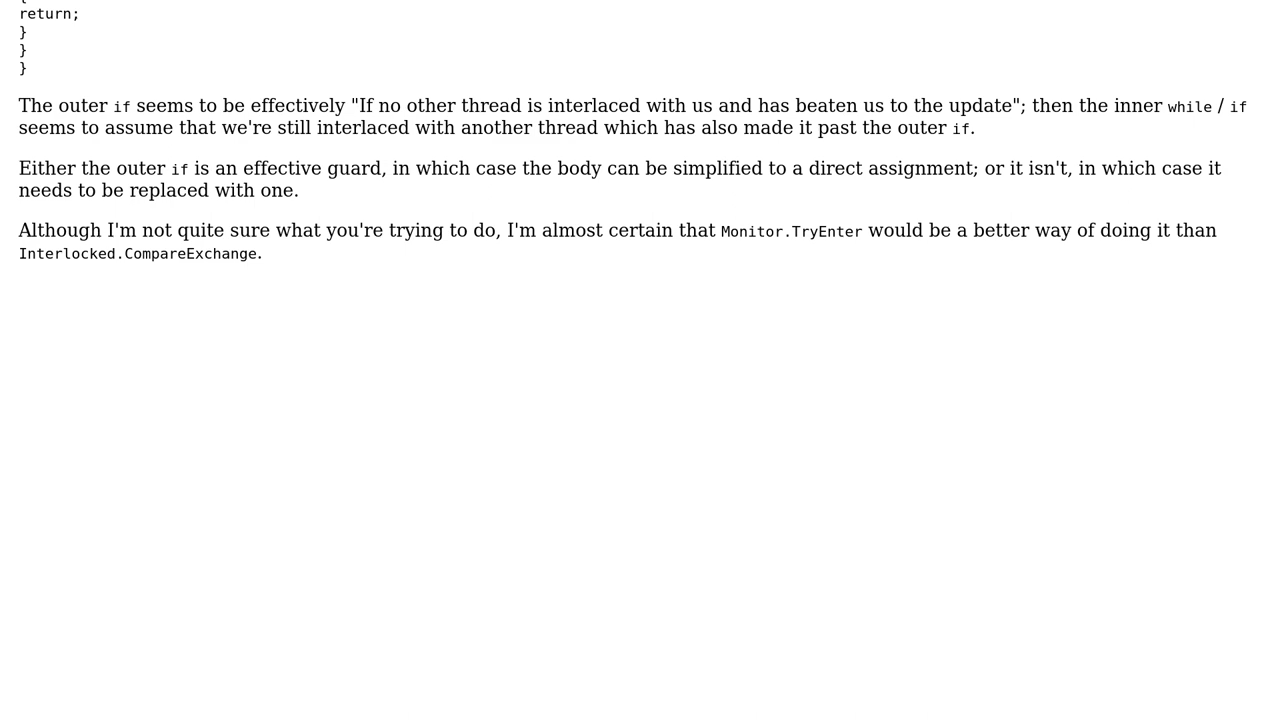 return;
}
}
}
The outer if seems to be effectively "If no other thread is interlaced with us and has beaten us to the update"; then the inner while / if
seems to assume that we're still interlaced with another thread which has also made it past the outer if.
Either the outer if is an effective guard, in which case the body can be simplified to a direct assignment; or it isn't, in which case it
needs to be replaced with one.
Although I'm not quite sure what you're trying to do, I'm almost certain that Monitor.TryEnter would be a better way of doing it than
Interlocked.CompareExchange.